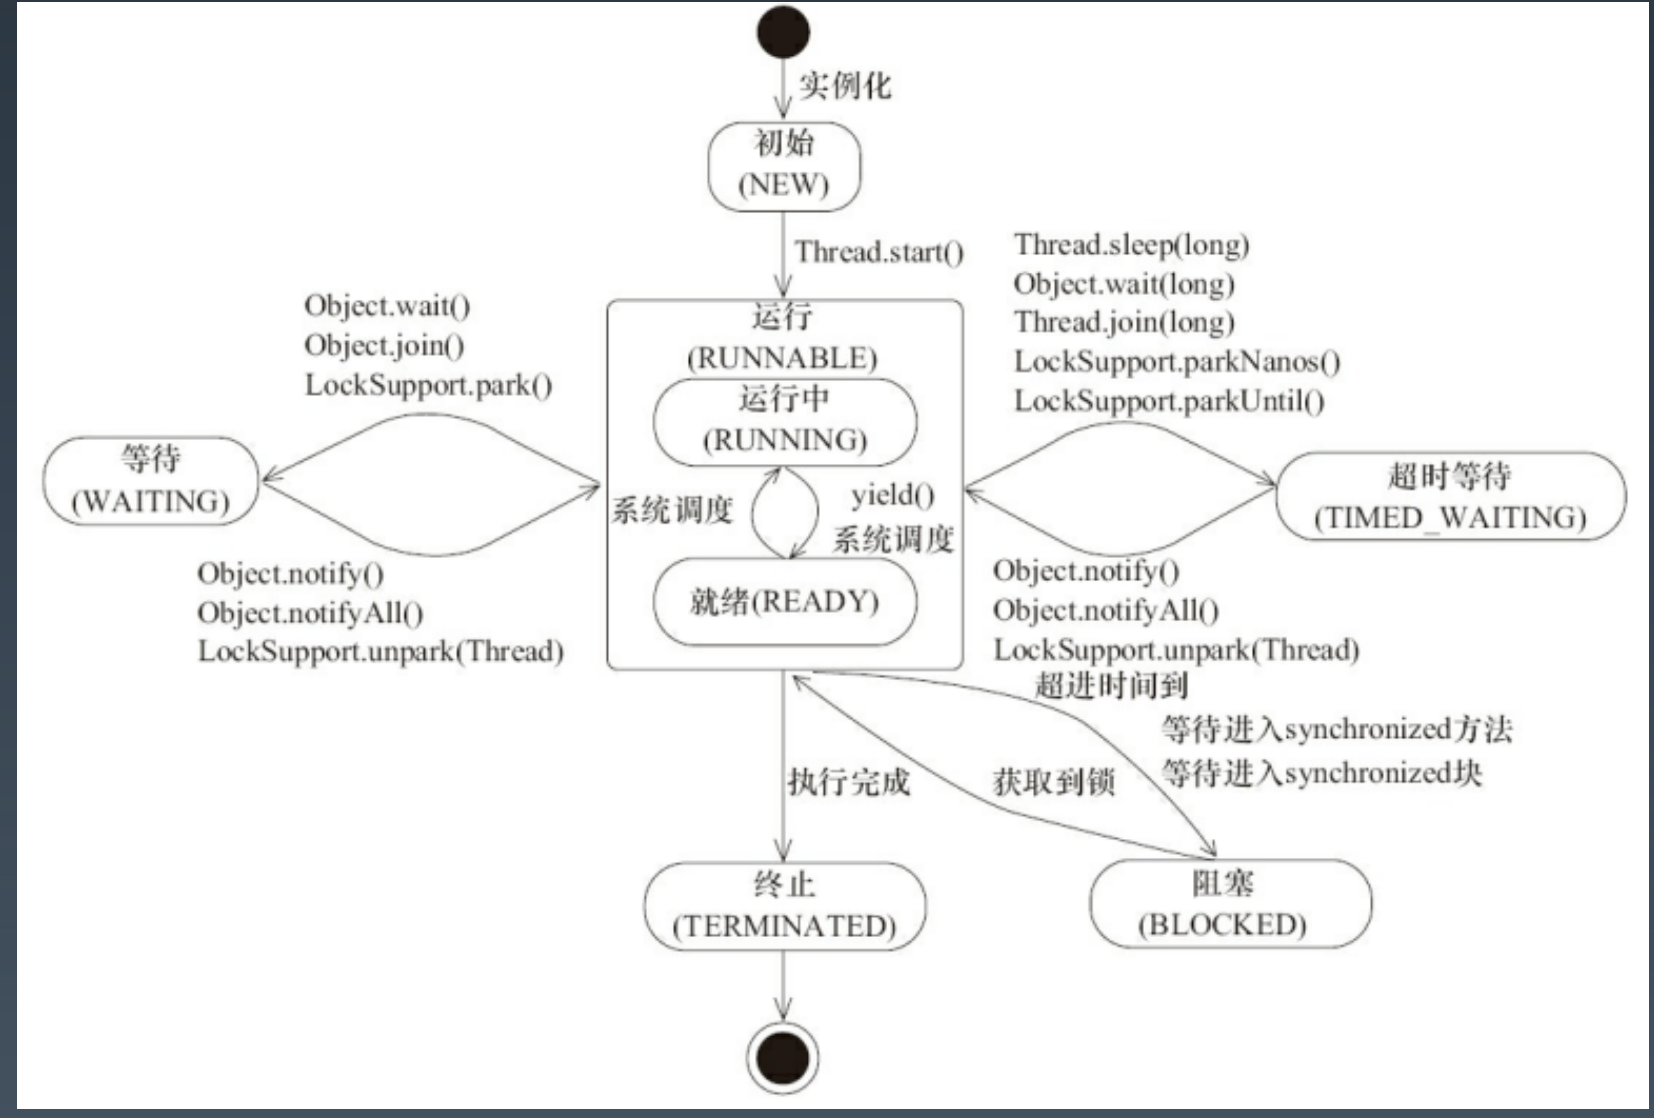 实例化
初始
(NEW)
Thread.start()
Object.wait()
Object.join()
LockSupport.park()
Thread.sleep(long)
Object.wait(long)
Thread.join(long)
LockSupport.parkNanos()
LockSupport.parkUntil()
运行
(RUNNABLE)
运行中
(RUNNING)
等待
(WAITING)
超时等待
(TIMED_WAITING)
系统调度
yield()
系统调度
就绪(READY)
Object.notify()
Object.notifyAll()
LockSupport.unpark(Thread)
Object.notify()
Object.notifyAll()
LockSupport.unpark(Thread)
超进时间到
等待进入synchronized方法
等待进入synchronized块
执行完成
获取到锁
终止
(TERMINATED)
阻塞
(BLOCKED)